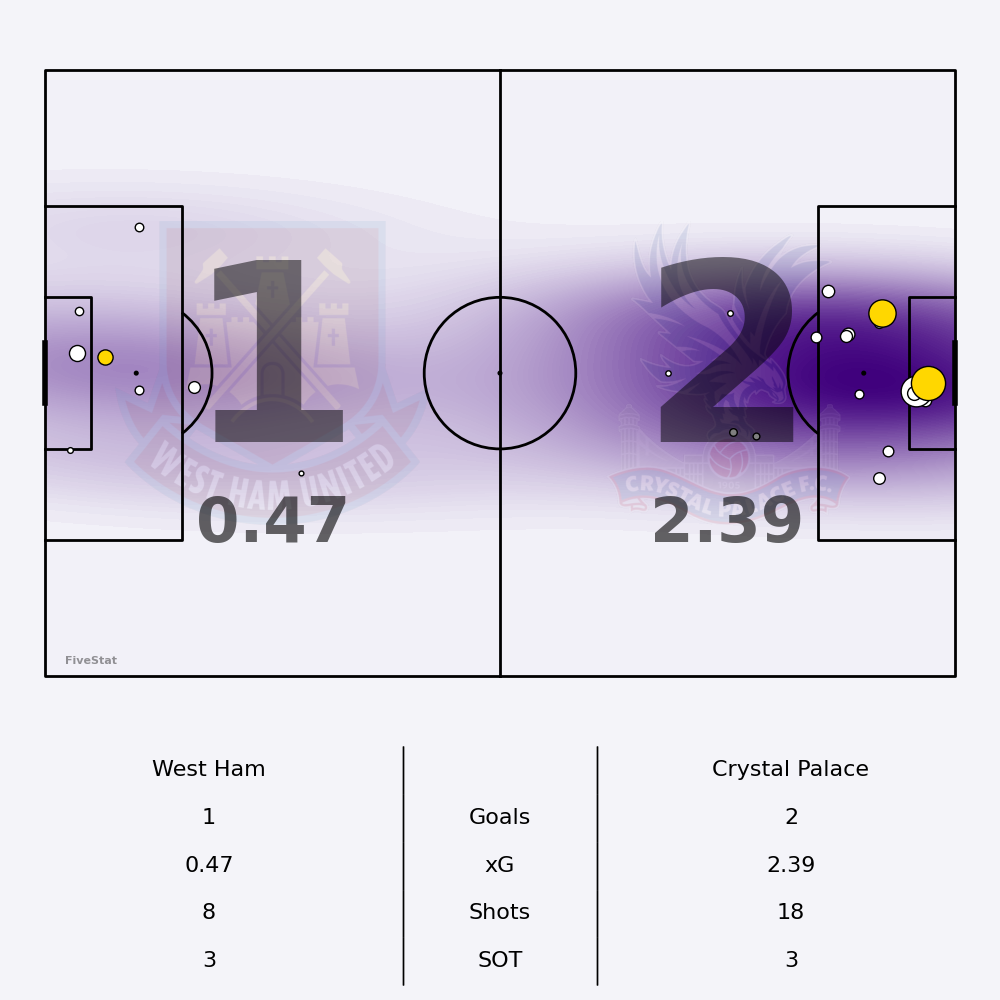 1
2
WEST HAM UNITED
CRYSTAL PALACE F.C.
0.47
2.39
FiveStat
West Ham Crystal Palace
1 Goals 2
0.47 xG 2.39
8 Shots 18
3 SOT 3